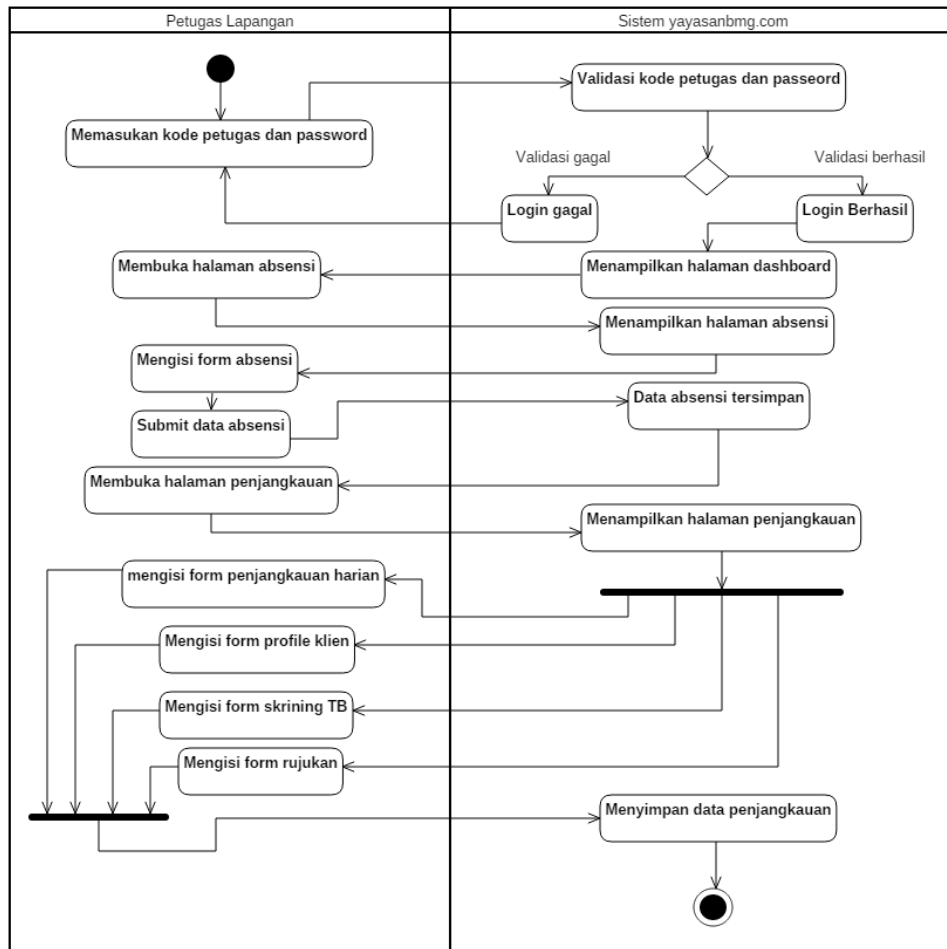 Petugas Lapangan
Sistem yayasanbmg.com
Validasi kode petugas dan passeord
Memasukan kode petugas dan password
Validasi gagal
Validasi berhasil
Login gagal
Login Berhasil
Membuka halaman absensi
Menampilkan halaman dashboard
Menampilkan halaman absensi
Mengisi form absensi
Data absensi tersimpan
Submit data absensi
Membuka halaman penjangkauan
Menampilkan halaman penjangkauan
mengisi form penjangkauan harian
Mengisi form profile klien
Mengisi form skrining TB
Mengisi form rujukan
Menyimpan data penjangkauan